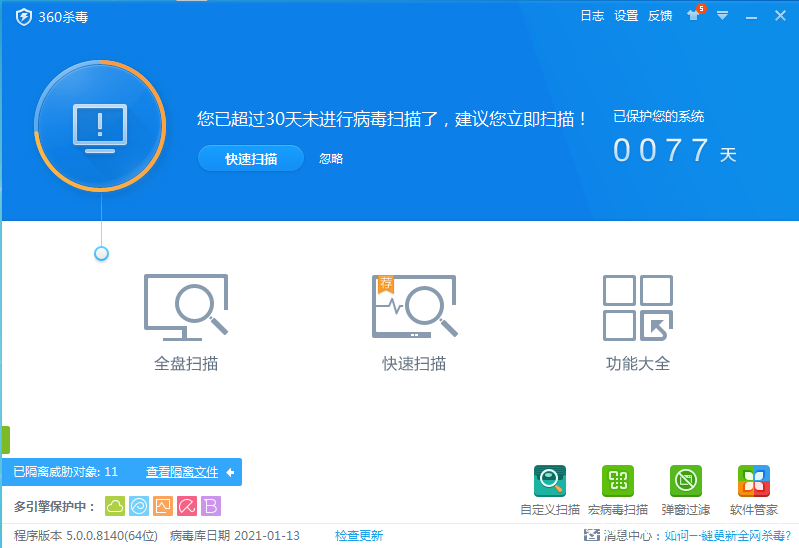 360杀毒
日志 设置 反馈 5
您已超过30天未进行病毒扫描了，建议您立即扫描！
已保护您的系统
快速扫描 忽略
0077 天
荐
全盘扫描 快速扫描 功能大全
已隔离威胁对象: 11 查看隔离文件
多引擎保护中：
B
自定义扫描 宏病毒扫描 弹窗过滤 软件管家
程序版本 5.0.0.8140(64位) 病毒库日期 2021-01-13 检查更新
消息中心：如何一键更新全网杀毒?